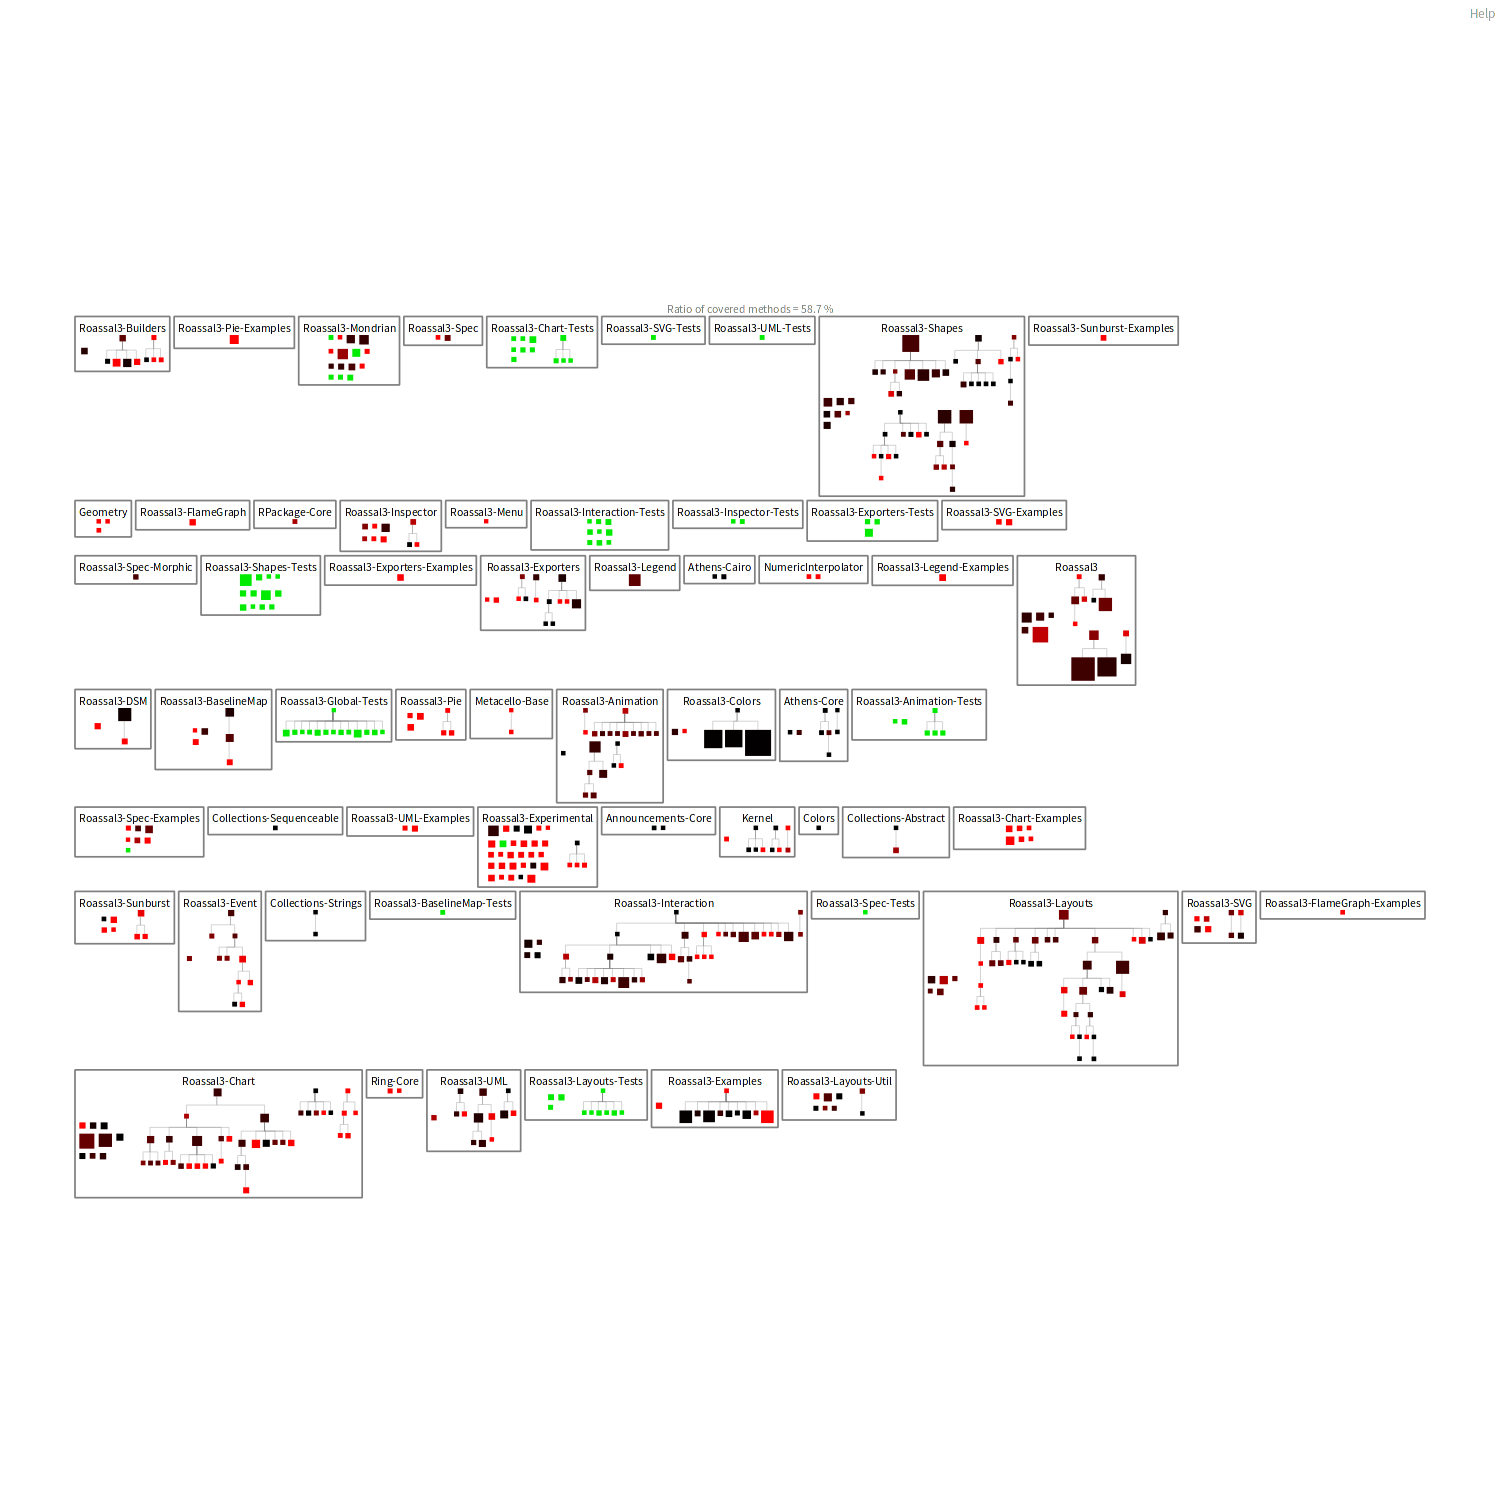 Help
Ratio of covered methods = 58.7 %
Roassal3-Builders
Roassal3-Pie-Examples
Roassal3-Mondrian
Roassal3-Spec
Roassal3-Chart-Tests
Roassal3-SVG-Tests
Roassal3-UML-Tests
Roassal3-Shapes
Roassal3-Sunburst-Examples
Geometry
Roassal3-FlameGraph
RPackage-Core
Roassal3-Inspector
Roassal3-Menu
Roassal3-Interaction-Tests
Roassal3-Inspector-Tests
Roassal3-Exporters-Tests
Roassal3-SVG-Examples
Roassal3-Spec-Morphic
Roassal3-Shapes-Tests
Roassal3-Exporters-Examples
Roassal3-Exporters
Roassal3-Legend
Athens-Cairo
NumericInterpolator
Roassal3-Legend-Examples
Roassal3
Roassal3-DSM
Roassal3-BaselineMap
Roassal3-Global-Tests
Roassal3-Pie
Metacello-Base
Roassal3-Animation
Roassal3-Colors
Athens-Core
Roassal3-Animation-Tests
Roassal3-Spec-Examples
Collections-Sequenceable
Roassal3-UML-Examples
Roassal3-Experimental
Announcements-Core
Kernel
Colors
Collections-Abstract
Roassal3-Chart-Examples
Roassal3-Sunburst
Roassal3-Event
Collections-Strings
Roassal3-BaselineMap-Tests
Roassal3-Interaction
Roassal3-Spec-Tests
Roassal3-Layouts
Roassal3-SVG
Roassal3-FlameGraph-Examples
Roassal3-Chart
Ring-Core
Roassal3-UML
Roassal3-Layouts-Tests
Roassal3-Examples
Roassal3-Layouts-Util